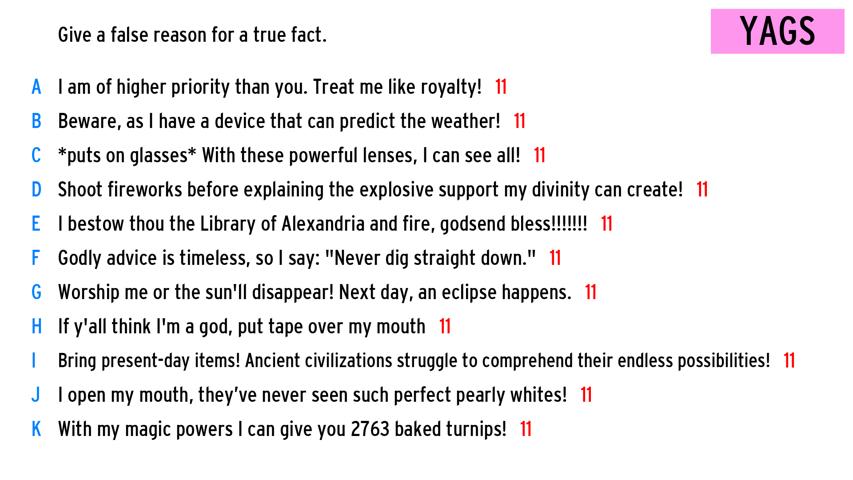 Give a false reason for a true fact.
YAGS
A I am of higher priority than you. Treat me like royalty! 11
B Beware, as I have a device that can predict the weather! 11
C *puts on glasses* With these powerful lenses, I can see all! 11
D Shoot fireworks before explaining the explosive support my divinity can create! 11
E I bestow thou the Library of Alexandria and fire, godsend bless!!!!!!! 11
F Godly advice is timeless, so I say: "Never dig straight down." 11
G Worship me or the sun'll disappear! Next day, an eclipse happens. 11
H If y'all think I'm a god, put tape over my mouth 11
I Bring present-day items! Ancient civilizations struggle to comprehend their endless possibilities! 11
J I open my mouth, they’ve never seen such perfect pearly whites! 11
K With my magic powers I can give you 2763 baked turnips! 11